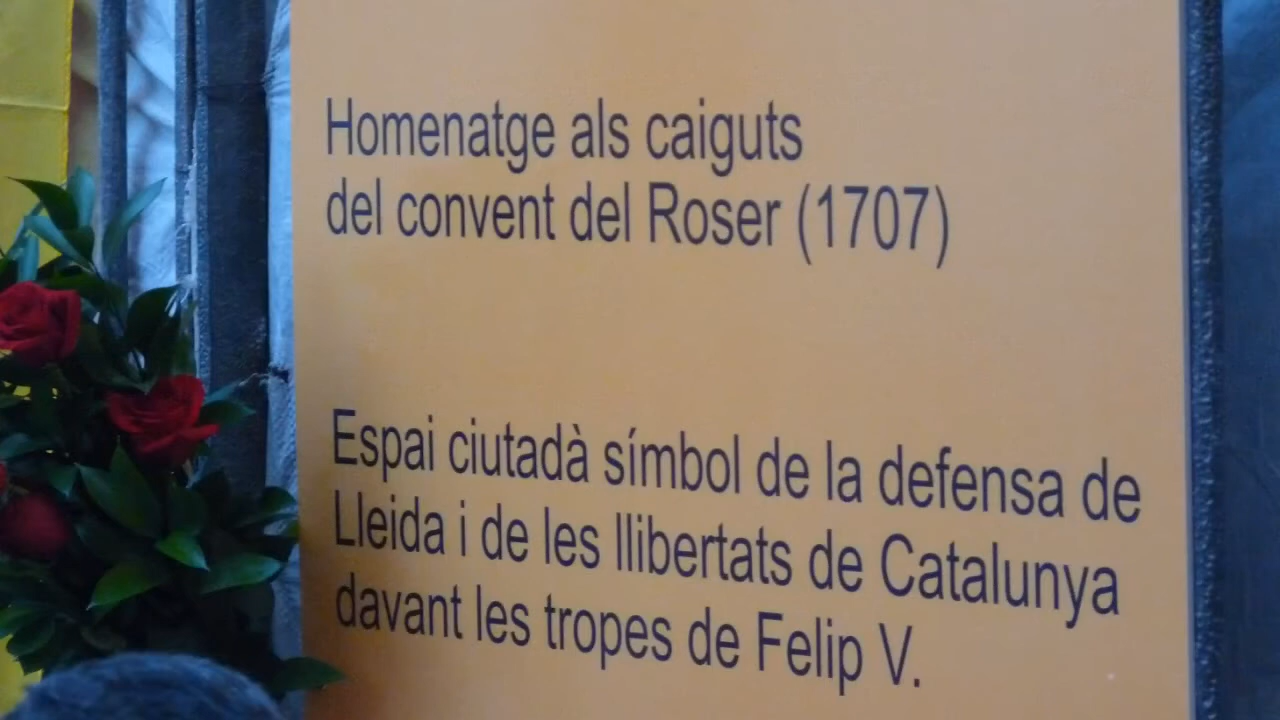 Homenatge als caiguts
del convent del Roser (1707)
Espai ciutadà símbol de la defensa de
Lleida i de les llibertats de Catalunya
davant les tropes de Felip V.